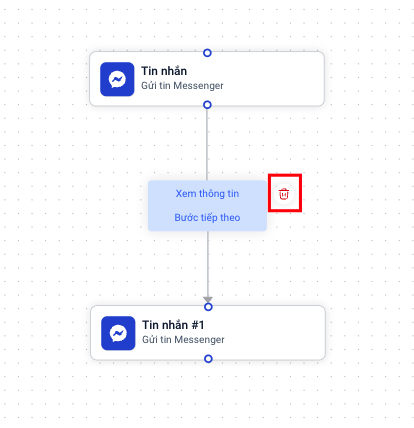 Tin nhắn
Gửi tin Messenger
Xem thông tin
Bước tiếp theo
Tin nhắn #1
Gửi tin Messenger